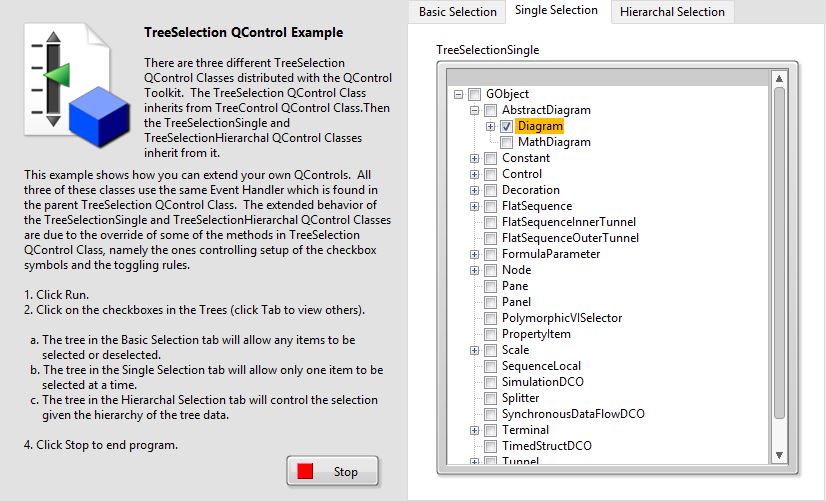 TreeSelection QControl Example
There are three different TreeSelection
QControl Classes distributed with the QControl
Toolkit.  The TreeSelection QControl Class
inherits from TreeControl QControl Class.Then
the TreeSelectionSingle and
TreeSelectionHierarchal QControl Classes
inherit from it.
This example shows how you can extend your own QControls.  All
three of these classes use the same Event Handler which is found in
the parent TreeSelection QControl Class.  The extended behavior of
the TreeSelectionSingle and TreeSelectionHierarchal QControl Classes
are due to the override of some of the methods in TreeSelection
QControl Class, namely the ones controlling setup of the checkbox
symbols and the toggling rules.
1. Click Run.
2. Click on the checkboxes in the Trees (click Tab to view others).
a. The tree in the Basic Selection tab will allow any items to be
selected or deselected.
b. The tree in the Single Selection tab will allow only one item to be
selected at a time.
c. The tree in the Hierarchal Selection tab will control the selection
given the hierarchy of the tree data.
4. Click Stop to end program.
Stop
Basic Selection
Single Selection
Hierarchal Selection
TreeSelectionSingle
GObject
AbstractDiagram
Diagram
MathDiagram
Constant
Control
Decoration
FlatSequence
FlatSequenceInnerTunnel
FlatSequenceOuterTunnel
FormulaParameter
Node
Pane
Panel
PolymorphicVISelector
PropertyItem
Scale
SequenceLocal
SimulationDCO
Splitter
SynchronousDataFlowDCO
Terminal
TimedStructDCO
Tunnel